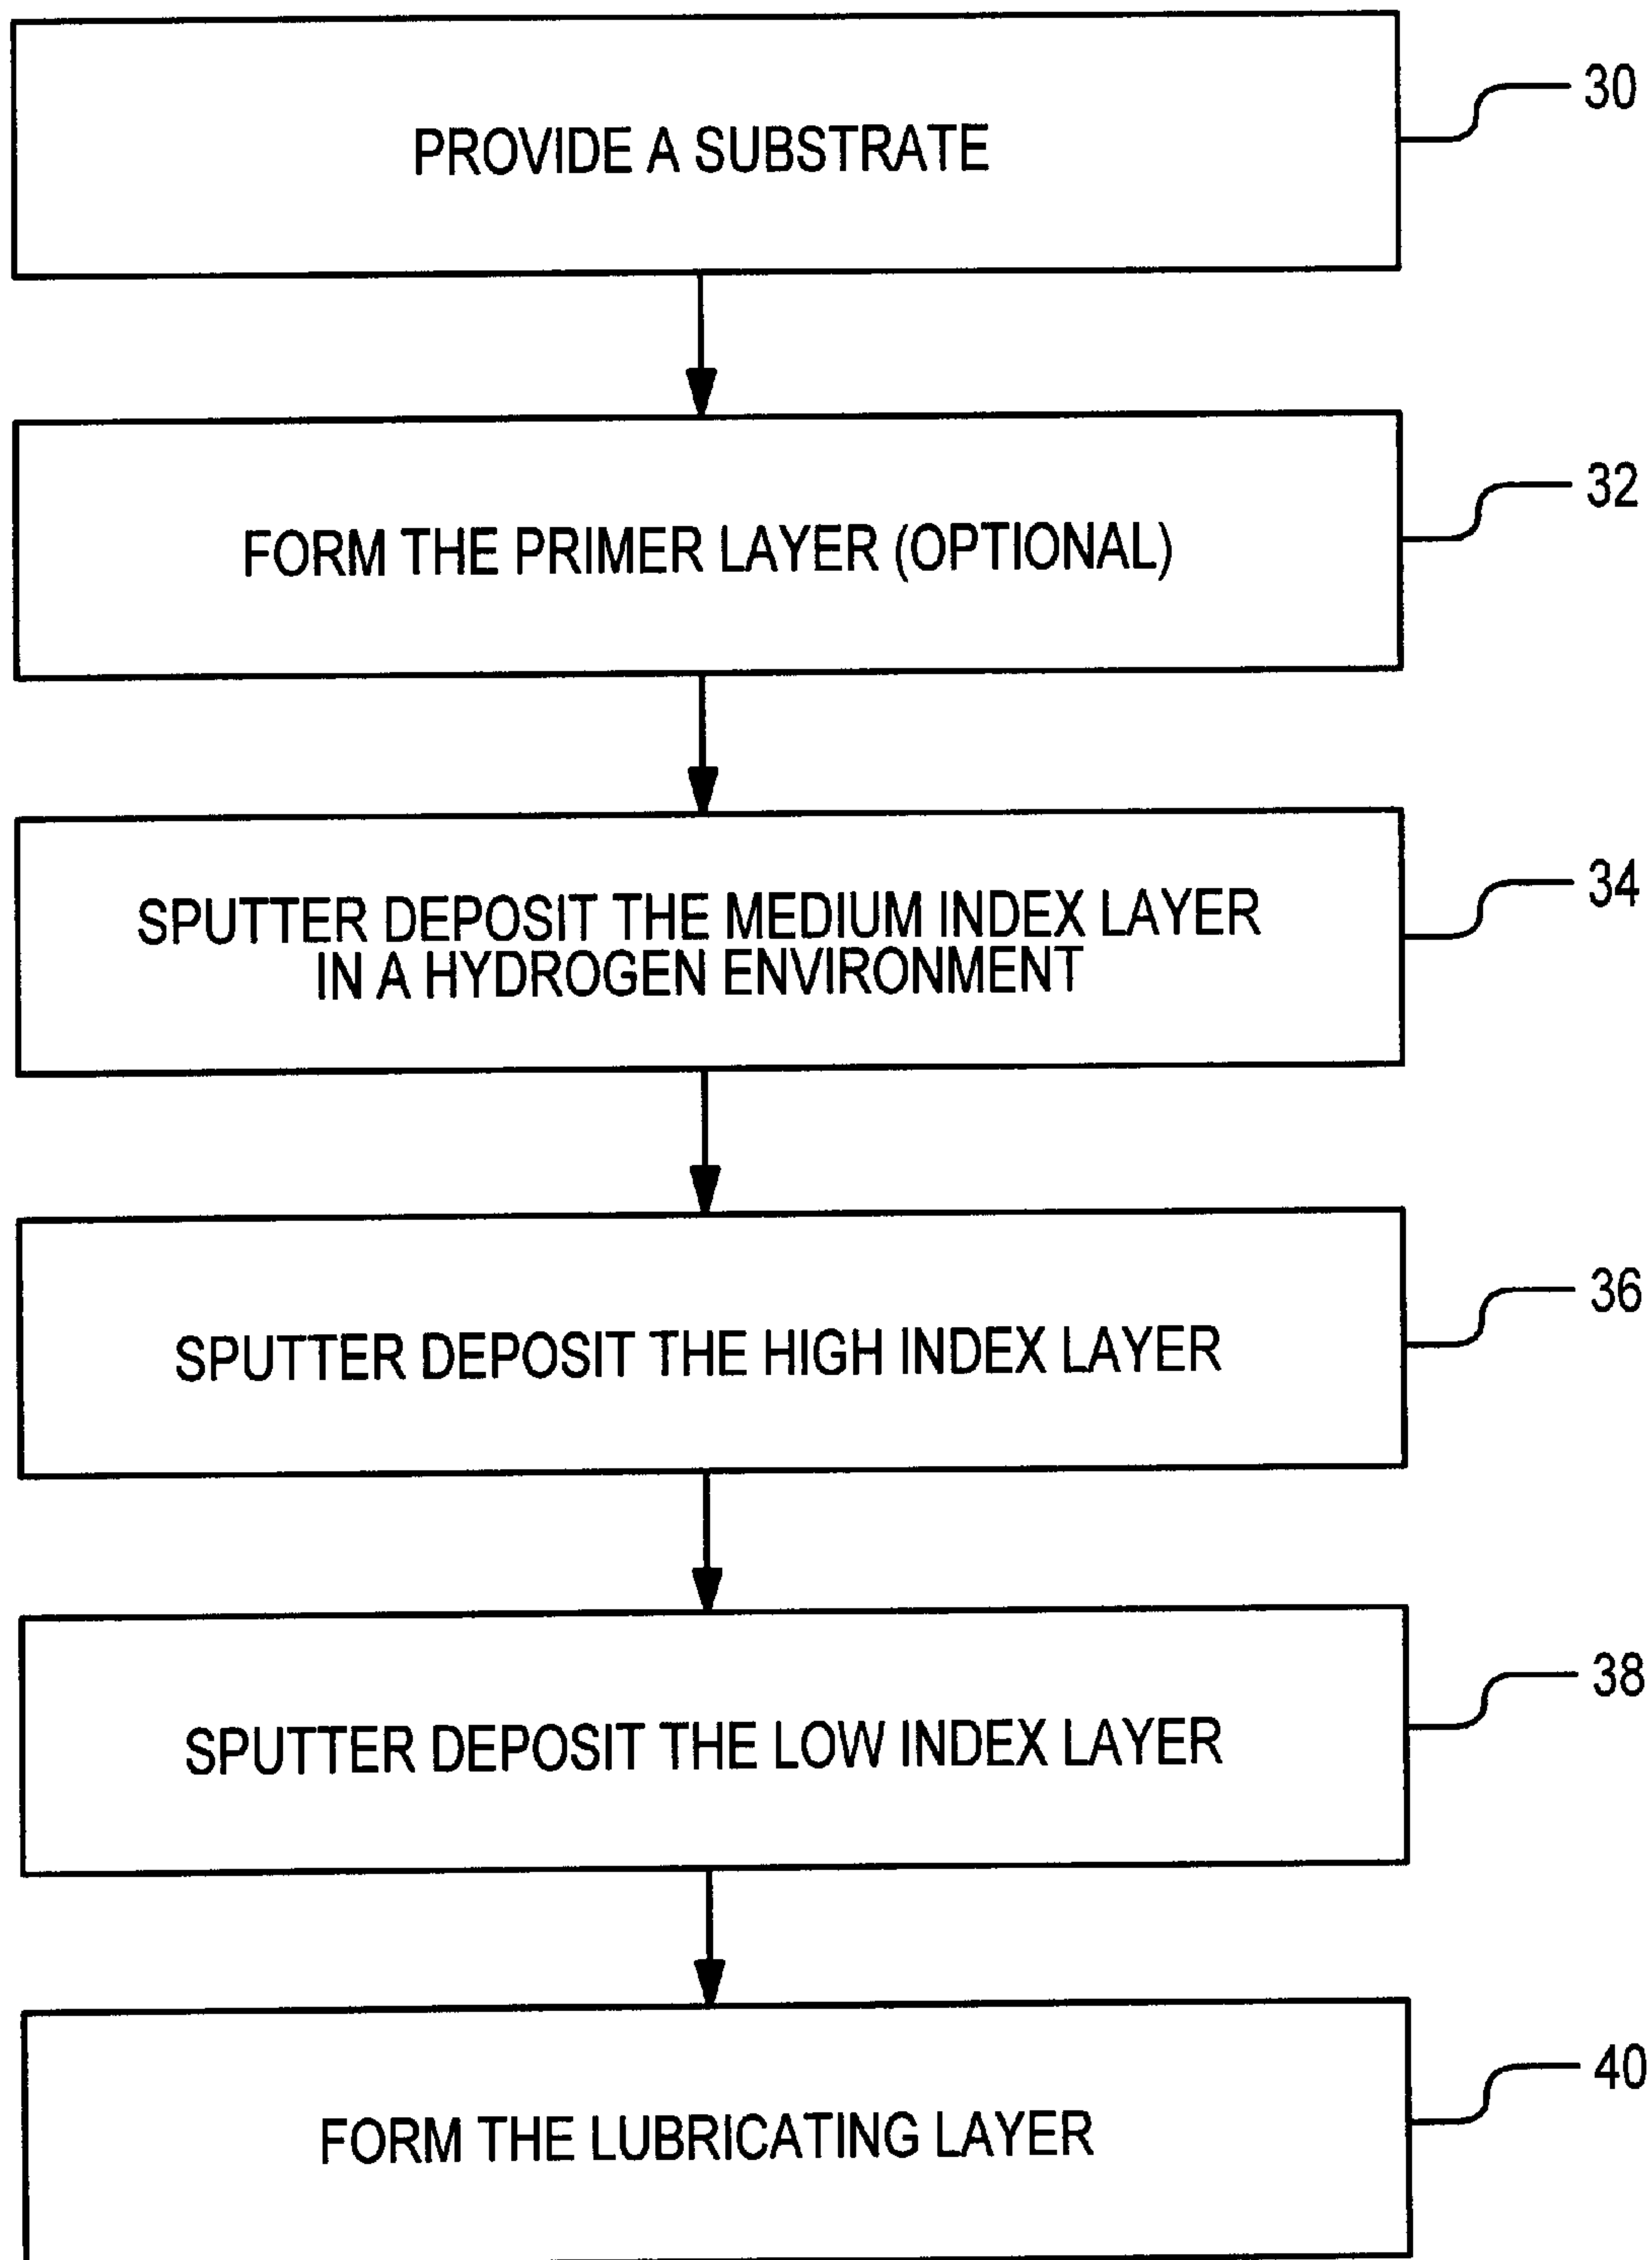 PROVIDE A SUBSTRATE
30
FORM THE PRIMER LAYER (OPTIONAL)
32
SPUTTER DEPOSIT THE MEDIUM INDEX LAYER
IN A HYDROGEN ENVIRONMENT
34
SPUTTER DEPOSIT THE HIGH INDEX LAYER
36
SPUTTER DEPOSIT THE LOW INDEX LAYER
38
FORM THE LUBRICATING LAYER
40